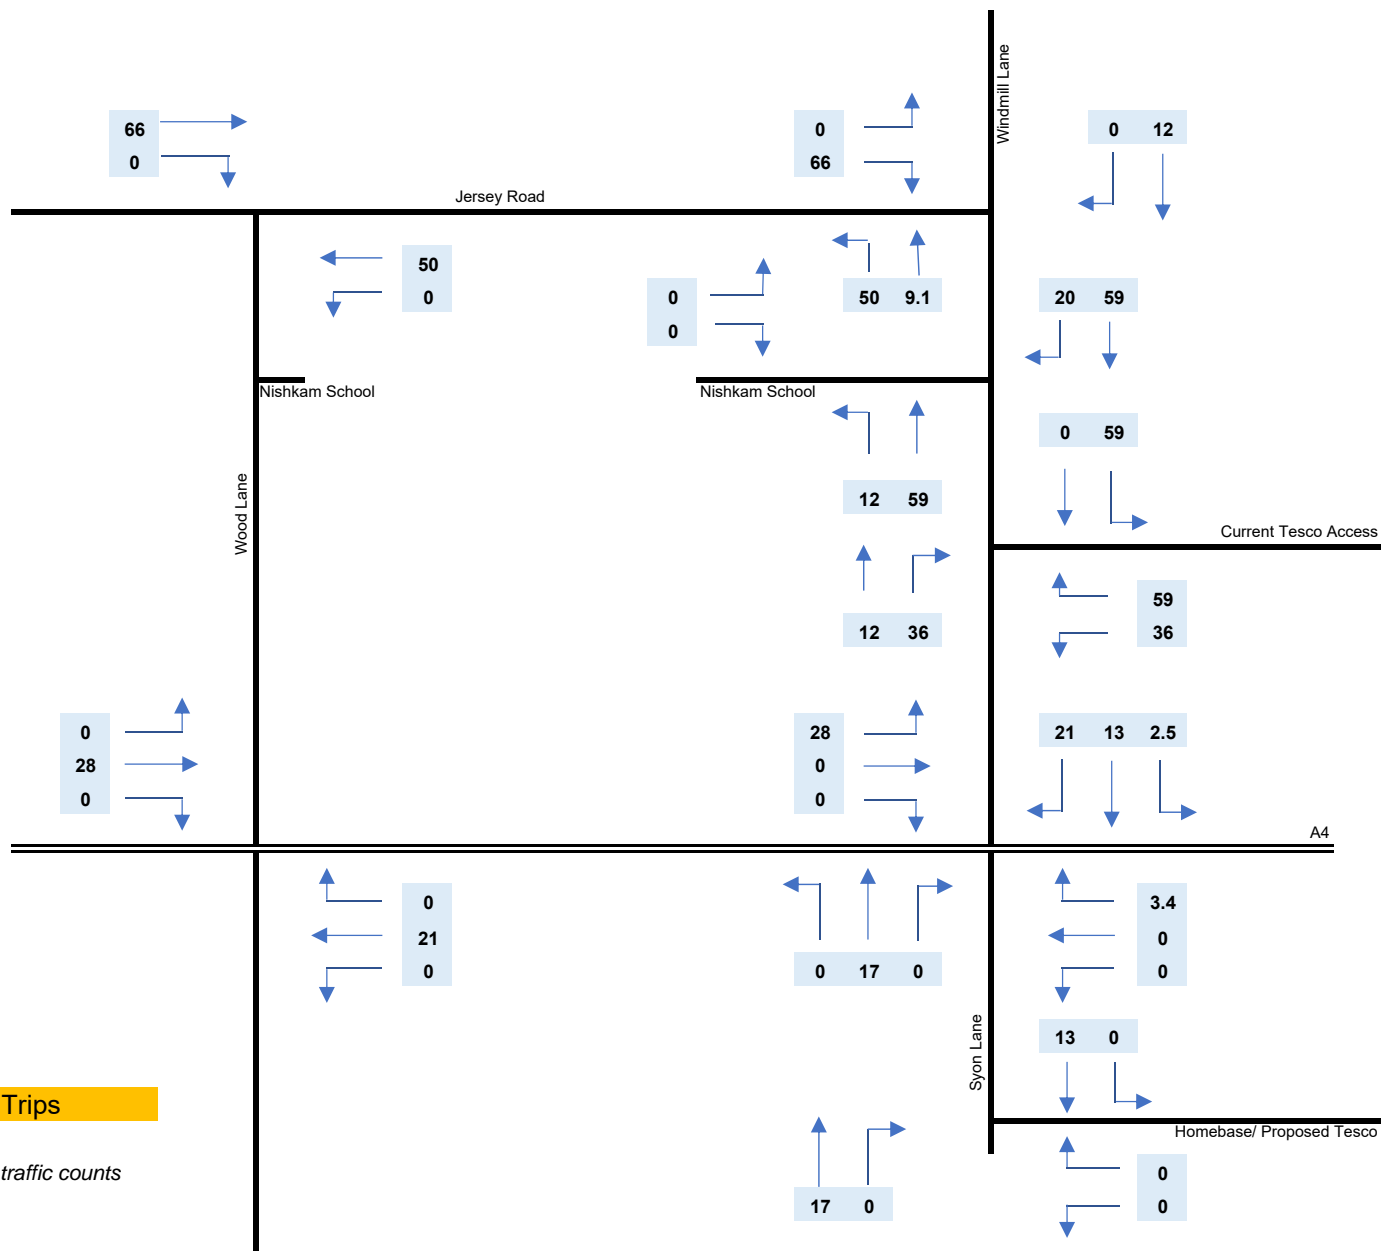 Windmill Lane
66
0
0 12
0
66
Jersey Road
50
0
0
0
50 9.1
20 59
Nishkam School
Nishkam School
0 59
12 59
Wood Lane
Current Tesco Access
59
36
12 36
0
28
0
28
0
0
21 13 2.5
A4
0
21
0
0 17 0
3.4
0
0
Syon Lane
13 0
Trips
Homebase/ Proposed Tesco
traffic counts
0
0
17 0